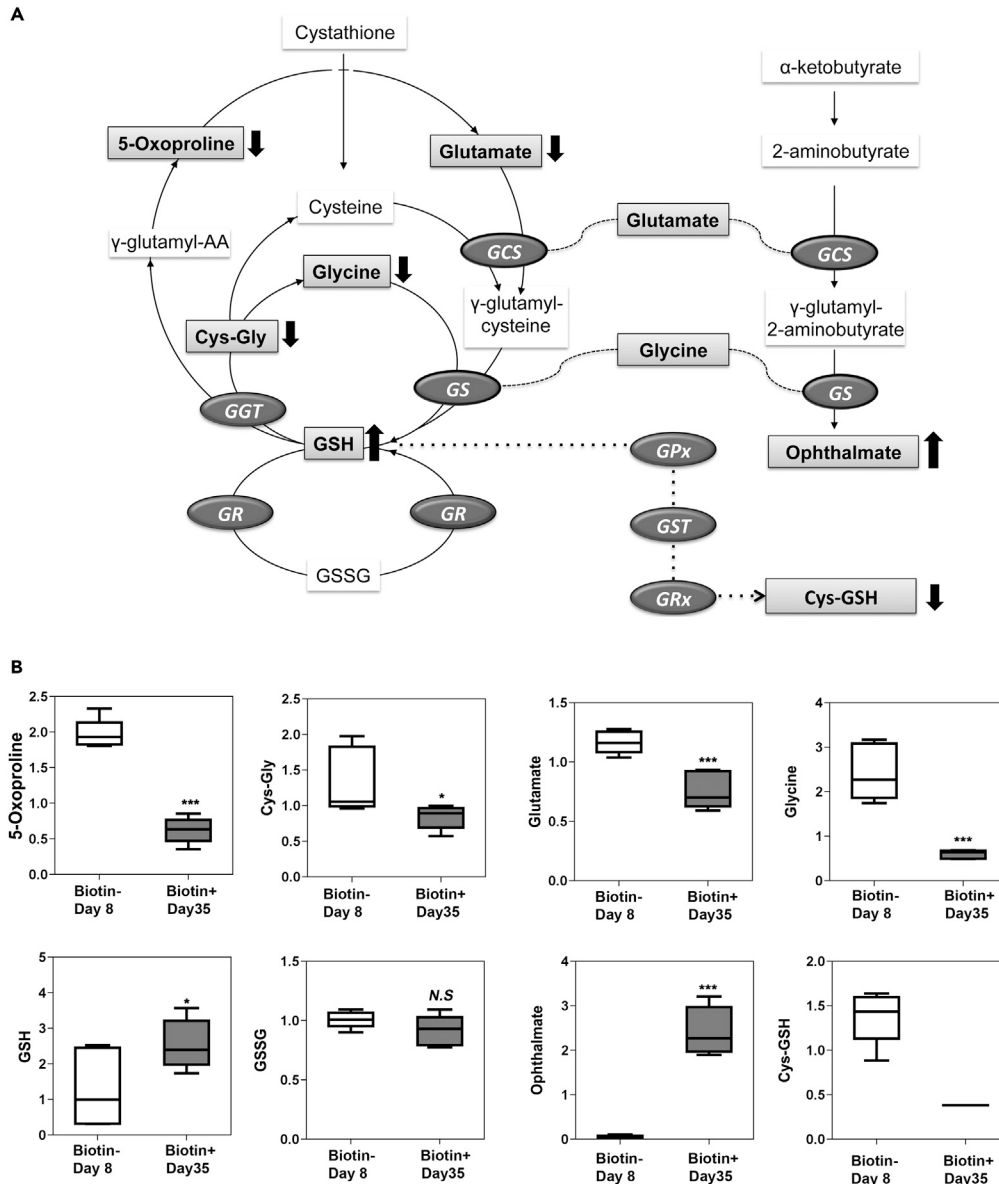 A
Cystathione
α-ketobutyrate
5-Oxoproline
Glutamate
2-aminobutyrate
Cysteine
Glutamate
γ-glutamyl-AA
GCS
GCS
Glycine
γ-glutamyl-
cysteine
γ-glutamyl-
2-aminobutyrate
Cys-Gly
Glycine
GS
GS
GGT
GSH
GPx
Ophthalmate
GR
GR
GST
GSSG
GRx
Cys-GSH
B
5-Oxoproline
2.5
2.0
1.5
1.0
0.5
0.0
***
Biotin-
Day 8
Biotin+
Day35
Cys-Gly
2.5
2.0
1.5
1.0
0.5
0.0
*
Biotin-
Day 8
Biotin+
Day35
Glutamate
1.5
1.0
0.5
0.0
***
Biotin-
Day 8
Biotin+
Day35
Glycine
4
3
2
1
0
***
Biotin-
Day 8
Biotin+
Day35
GSH
5
4
3
2
1
0
*
Biotin-
Day 8
Biotin+
Day35
GSSG
1.5
1.0
0.5
0.0
N.S
Biotin-
Day 8
Biotin+
Day35
Ophthalmate
4
3
2
1
0
***
Biotin-
Day 8
Biotin+
Day35
Cys-GSH
2.0
1.5
1.0
0.5
0.0
Biotin-
Day 8
Biotin+
Day35